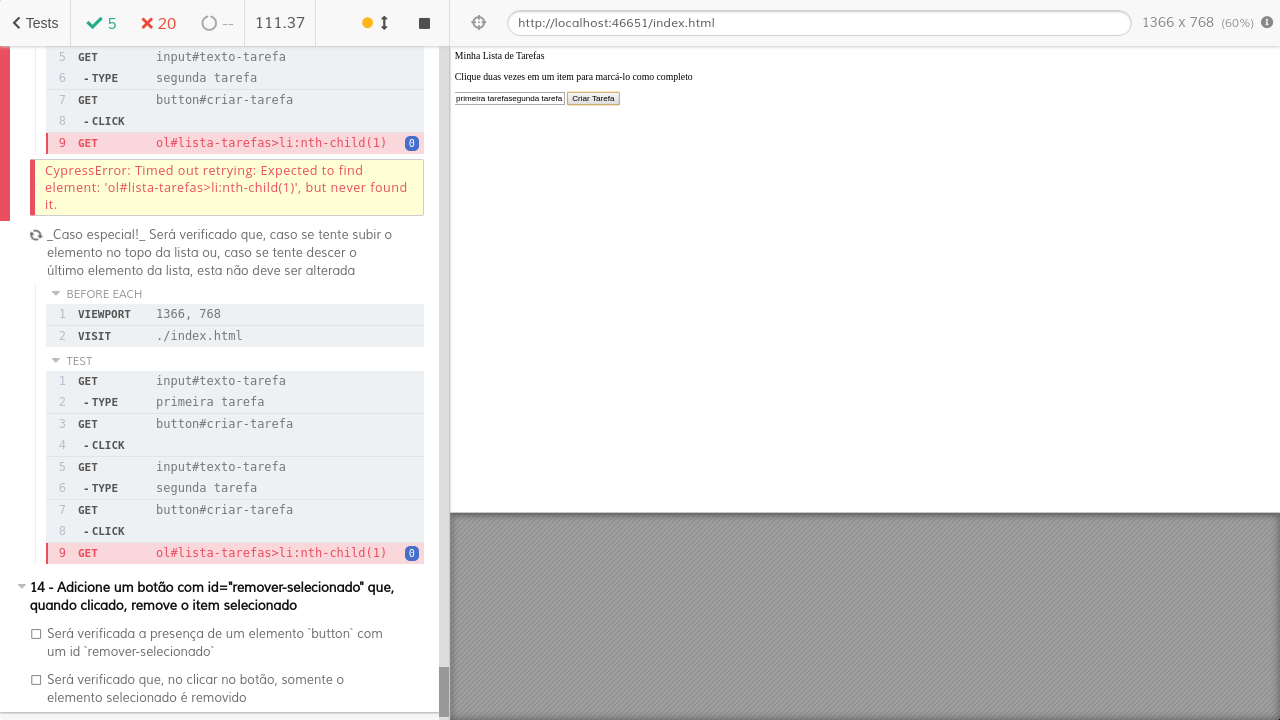 Tests
5
20
--
111.37
http://localhost:46651/index.html
1366 x 768 (60%)
5 GET input#texto-tarefa
6 - TYPE segunda tarefa
7 GET button#criar-tarefa
8 - CLICK
9 GET ol#lista-tarefas>li:nth-child(1) 0
CypressError: Timed out retrying: Expected to find
element: 'ol#lista-tarefas>li:nth-child(1)', but never found
it.
_Caso especial!_ Será verificado que, caso se tente subir o
elemento no topo da lista ou, caso se tente descer o
último elemento da lista, esta não deve ser alterada
BEFORE EACH
1 VIEWPORT 1366, 768
2 VISIT ./index.html
TEST
1 GET input#texto-tarefa
2 - TYPE primeira tarefa
3 GET button#criar-tarefa
4 - CLICK
5 GET input#texto-tarefa
6 - TYPE segunda tarefa
7 GET button#criar-tarefa
8 - CLICK
9 GET ol#lista-tarefas>li:nth-child(1) 0
14 - Adicione um botão com id="remover-selecionado" que,
quando clicado, remove o item selecionado
Será verificada a presença de um elemento `button` com
um id `remover-selecionado`
Será verificado que, no clicar no botão, somente o
elemento selecionado é removido
Minha Lista de Tarefas
Clique duas vezes em um item para marcá-lo como completo
primeira tarefasegunda tarefa Criar Tarefa